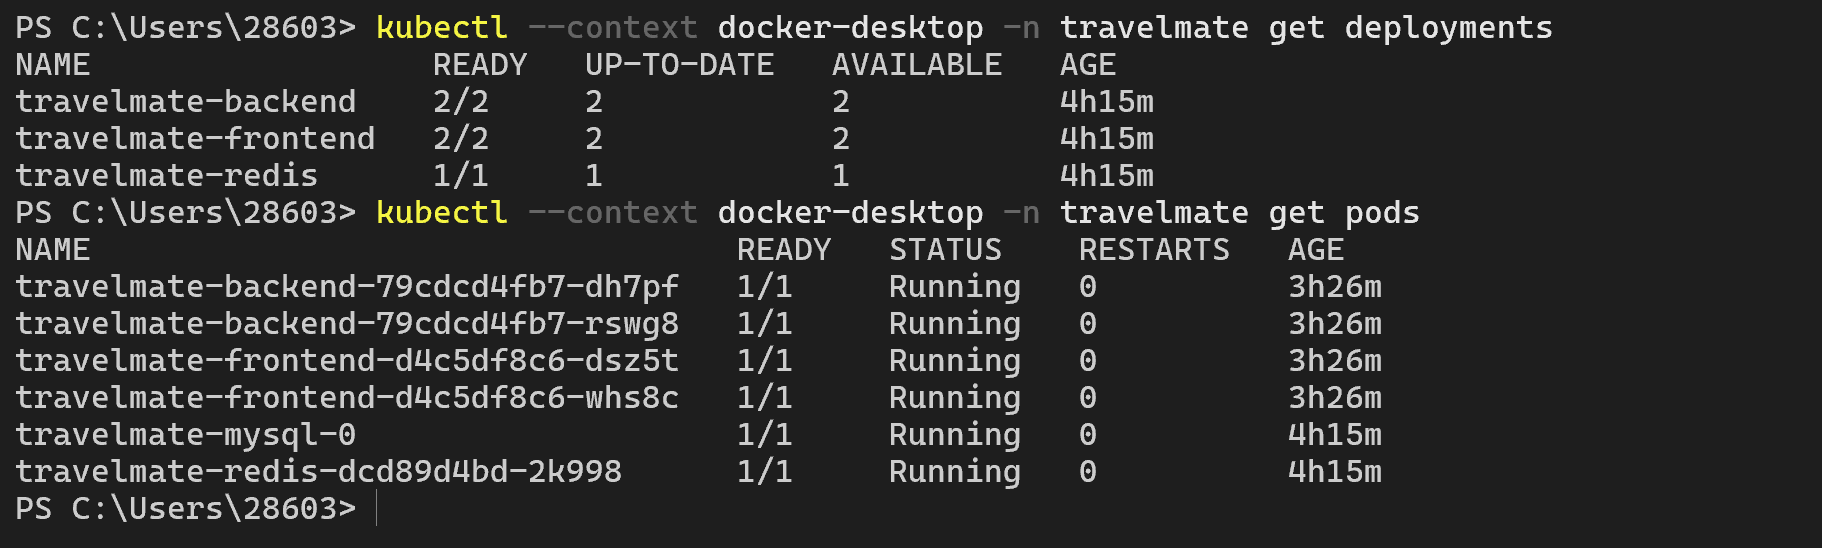 PS C:\Users\28603> kubectl --context docker-desktop -n travelmate get deployments
NAME                  READY   UP-TO-DATE   AVAILABLE   AGE
travelmate-backend    2/2     2            2           4h15m
travelmate-frontend   2/2     2            2           4h15m
travelmate-redis      1/1     1            1           4h15m
PS C:\Users\28603> kubectl --context docker-desktop -n travelmate get pods
NAME                                  READY   STATUS    RESTARTS   AGE
travelmate-backend-79cdcd4fb7-dh7pf   1/1     Running   0          3h26m
travelmate-backend-79cdcd4fb7-rswg8   1/1     Running   0          3h26m
travelmate-frontend-d4c5df8c6-dsz5t   1/1     Running   0          3h26m
travelmate-frontend-d4c5df8c6-whs8c   1/1     Running   0          3h26m
travelmate-mysql-0                    1/1     Running   0          4h15m
travelmate-redis-dcd89d4bd-2k998      1/1     Running   0          4h15m
PS C:\Users\28603>